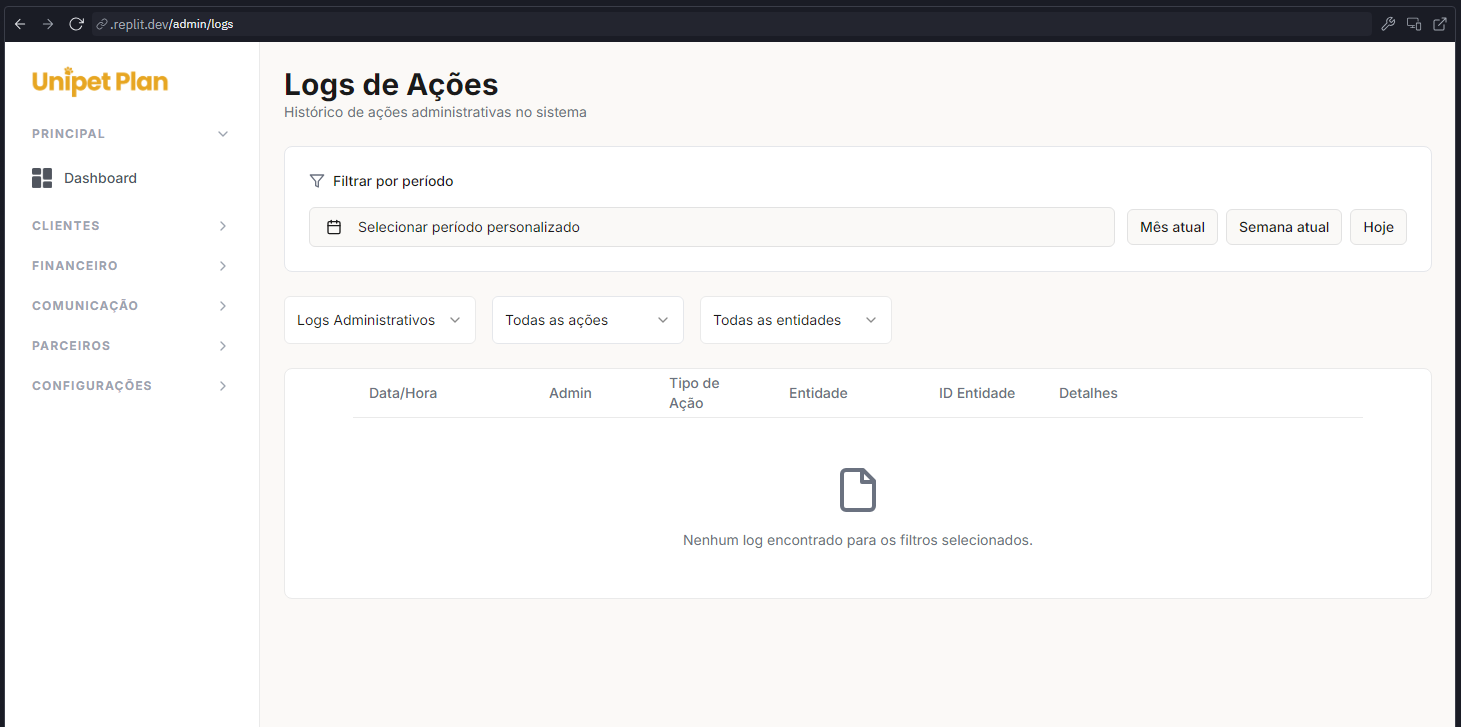 .replit.dev/admin/logs
Unipet Plan
PRINCIPAL
Dashboard
CLIENTES
FINANCEIRO
COMUNICAÇÃO
PARCEIROS
CONFIGURAÇÕES
Logs de Ações
Histórico de ações administrativas no sistema
Filtrar por período
Selecionar período personalizado
Mês atual
Semana atual
Hoje
Logs Administrativos
Todas as ações
Todas as entidades
Data/Hora
Admin
Tipo de
Ação
Entidade
ID Entidade
Detalhes
Nenhum log encontrado para os filtros selecionados.